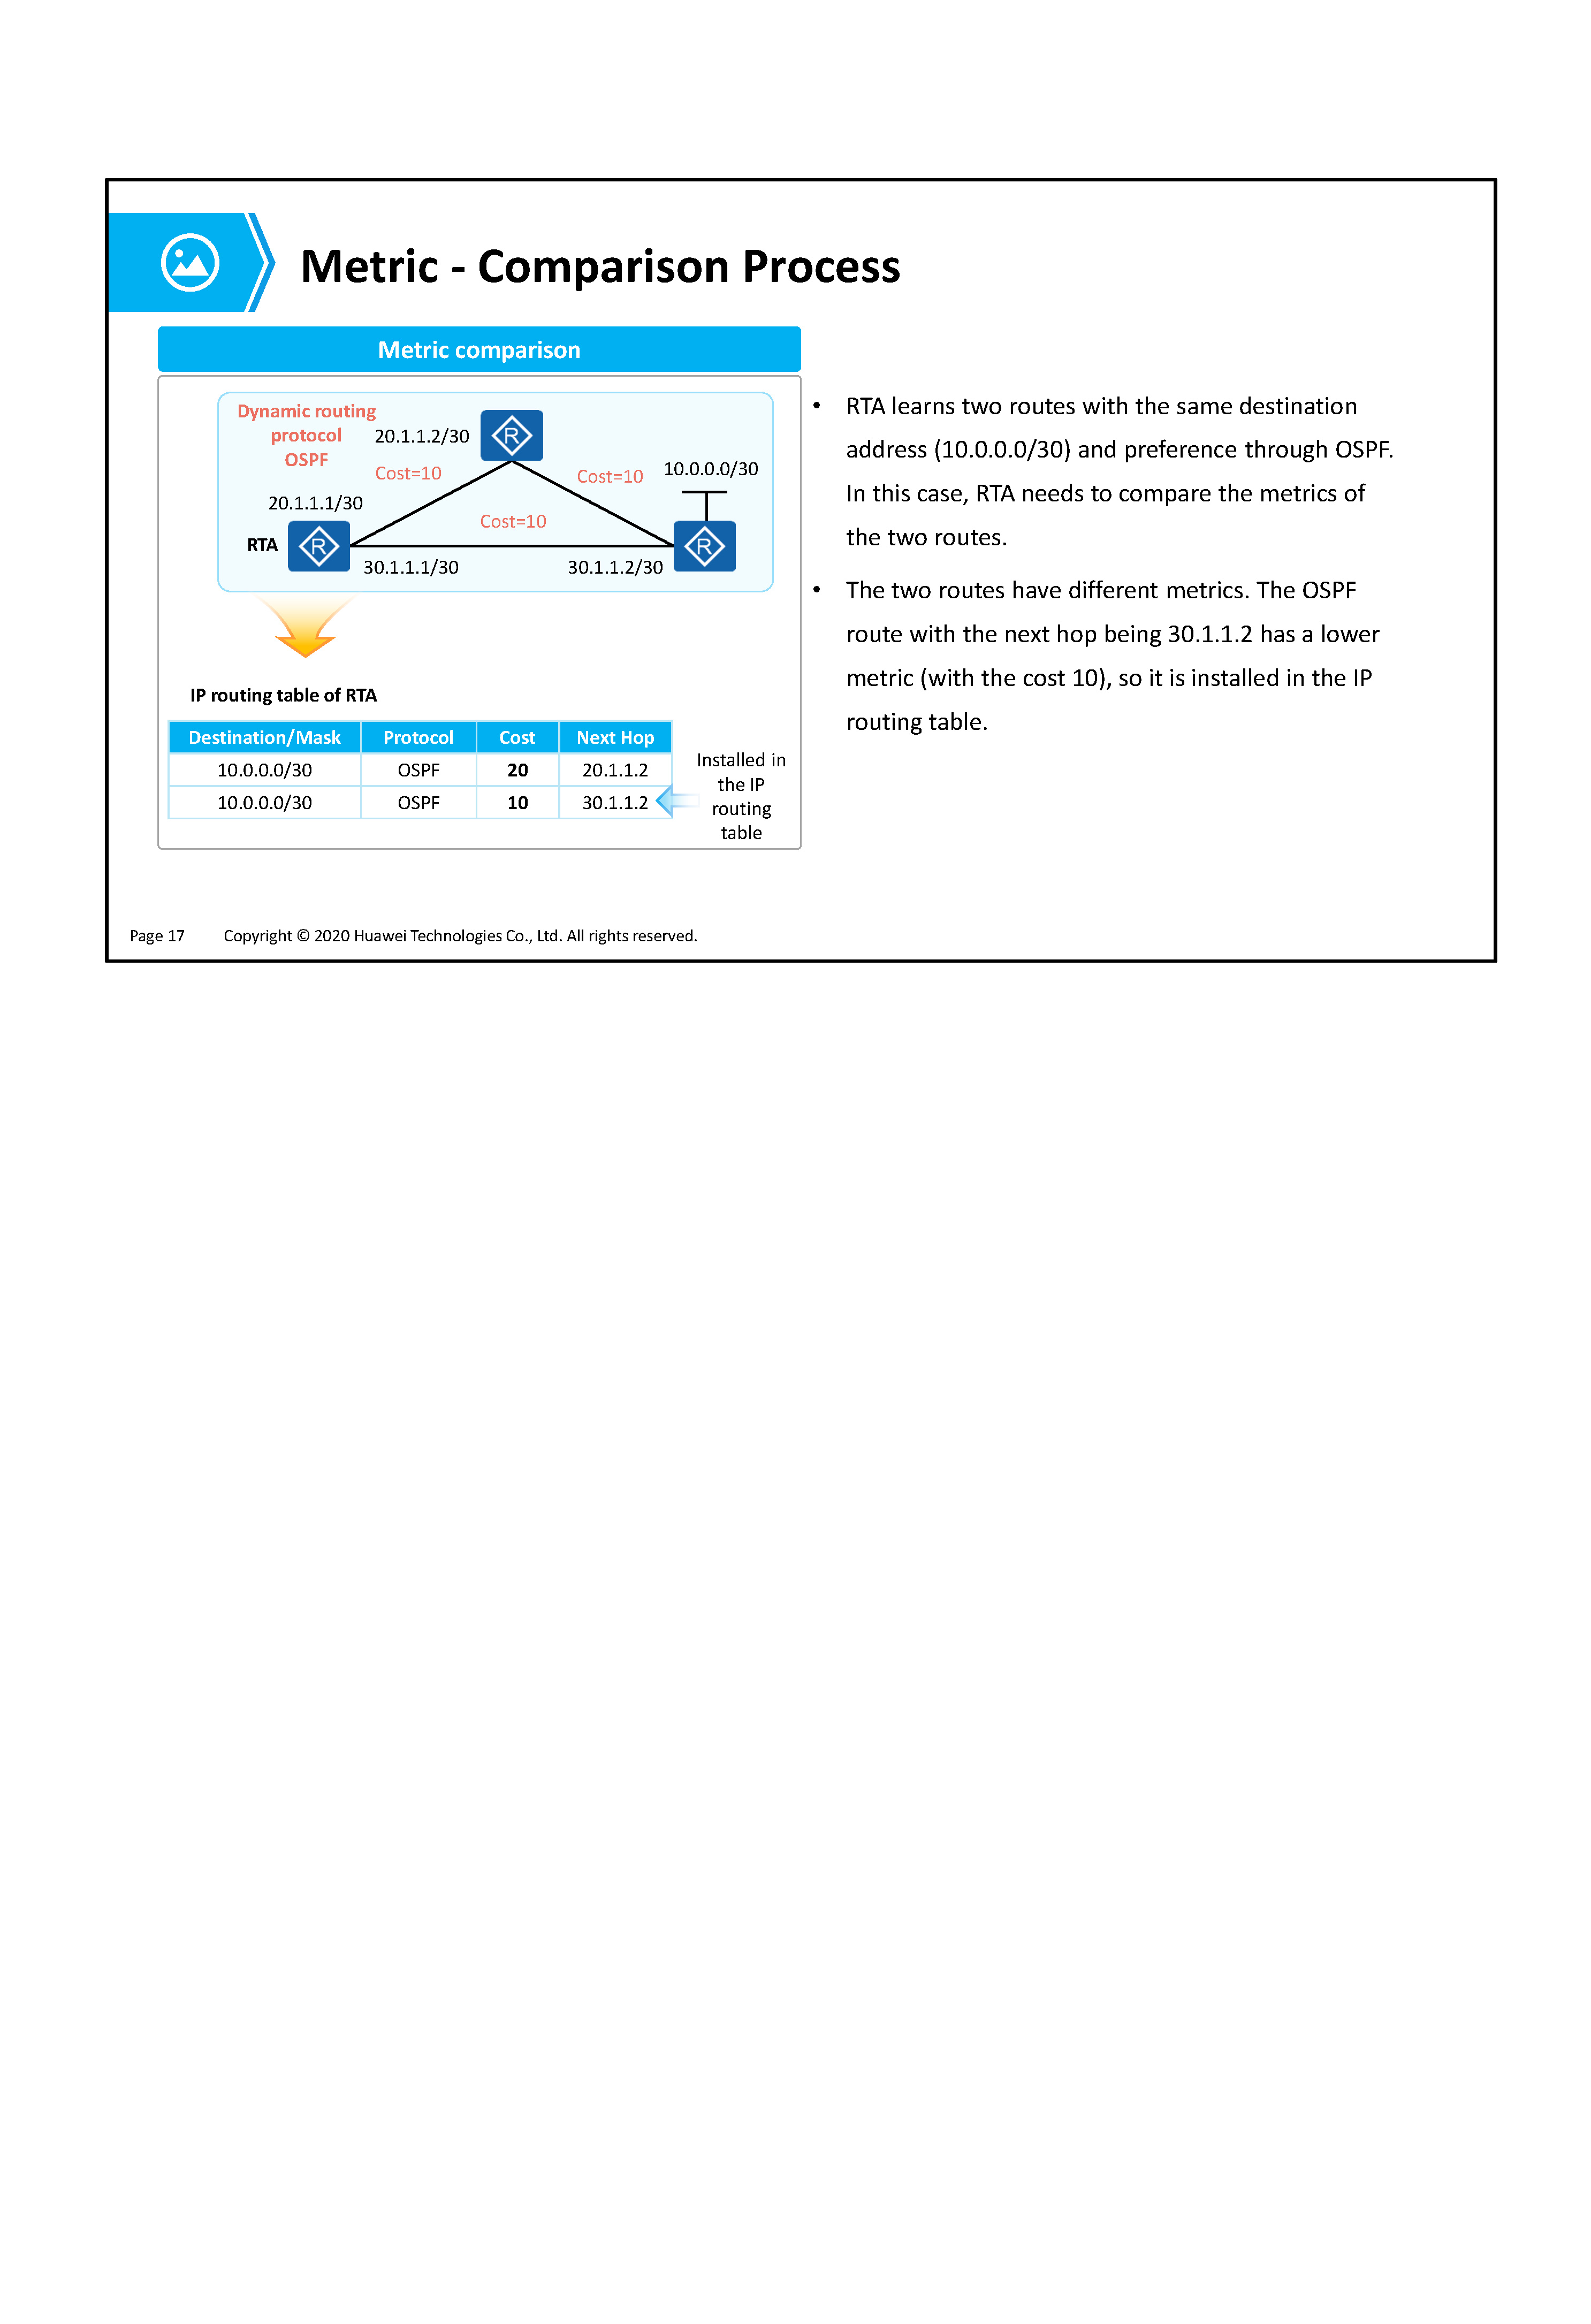 Metric - Comparison Process
Metric comparison
Dynamic routing
protocol
OSPF
20.1.1.2/30
R
Cost=10
Cost=10
10.0.0.0/30
20.1.1.1/30
Cost=10
RTA
R
R
30.1.1.1/30
30.1.1.2/30
IP routing table of RTA
Destination/Mask Protocol Cost Next Hop
10.0.0.0/30 OSPF 20 20.1.1.2
10.0.0.0/30 OSPF 10 30.1.1.2
Installed in
the IP
routing
table
• RTA learns two routes with the same destination
address (10.0.0.0/30) and preference through OSPF.
In this case, RTA needs to compare the metrics of
the two routes.
• The two routes have different metrics. The OSPF
route with the next hop being 30.1.1.2 has a lower
metric (with the cost 10), so it is installed in the IP
routing table.
Page 17 Copyright © 2020 Huawei Technologies Co., Ltd. All rights reserved.